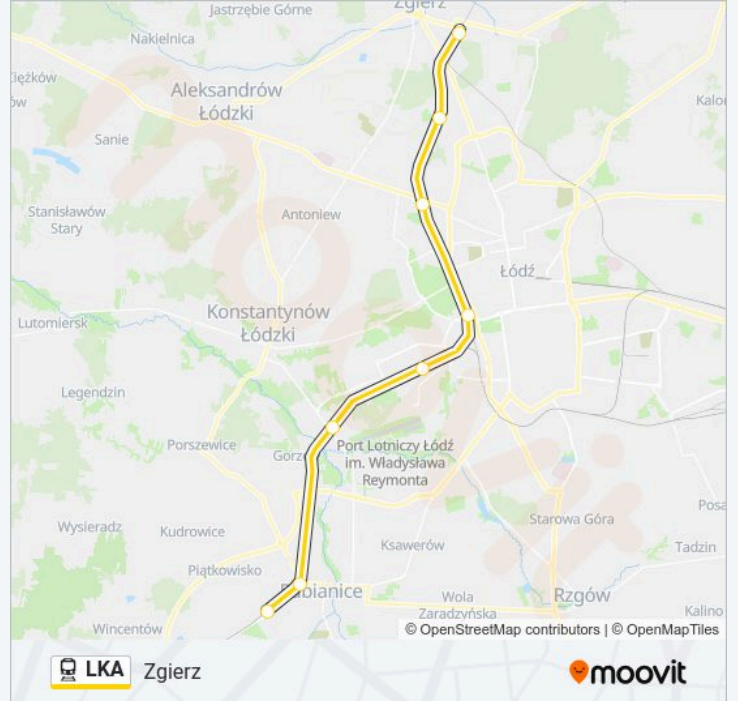 Jastrzębie Górne
Zgierz
Nakielnica
Aleksandrów
Łódzki
Sanie
Stanisławów
Stary
Antoniew
Łódź
Konstantynów
Łódzki
Lutomiersk
Legendzin
Porszewice
Port Lotniczy Łódź
im. Władysława
Reymonta
Wysieradz
Kudrowice
Starowa Góra
Ksawerów
Tadzin
Piątkowisko
Pabianice
Wola
Zaradzyńska
Rzgów
Kalino
Wincentów
© OpenStreetMap contributors | © OpenMapTiles
LKA Zgierz
moovit